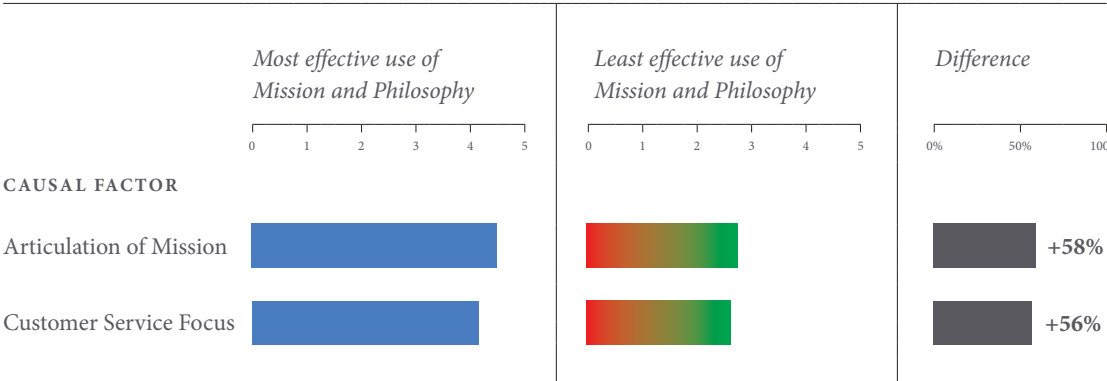 Most effective use of
Mission and Philosophy
Least effective use of
Mission and Philosophy
Difference
0 1 2 3 4 5
0 1 2 3 4 5
0% 50% 100
CAUSAL FACTOR
Articulation of Mission
+58%
Customer Service Focus
+56%